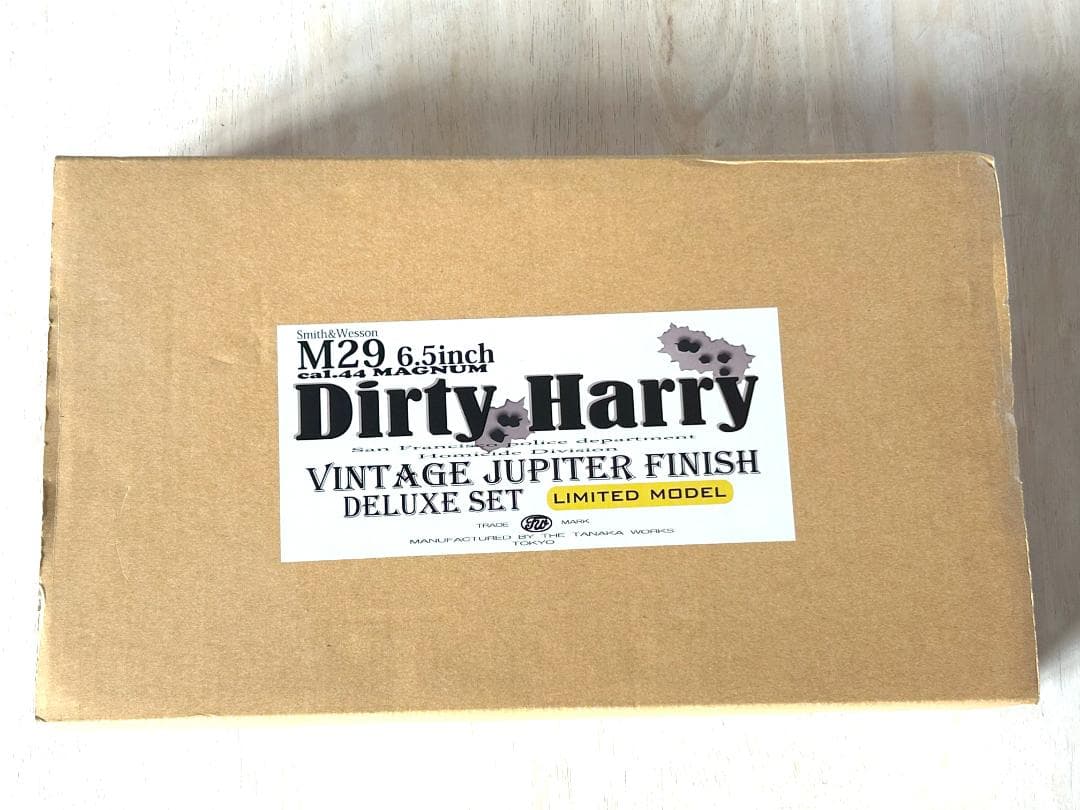 Smith&Wesson
M29 6.5inch
cal.44 MAGNUM
Dirty Harry
San Francisco police department
Homicide Division
VINTAGE JUPITER FINISH
DELUXE SET LIMITED MODEL
TRADE TW MARK
MANUFACTURED BY THE TANAKA WORKS
TOKYO